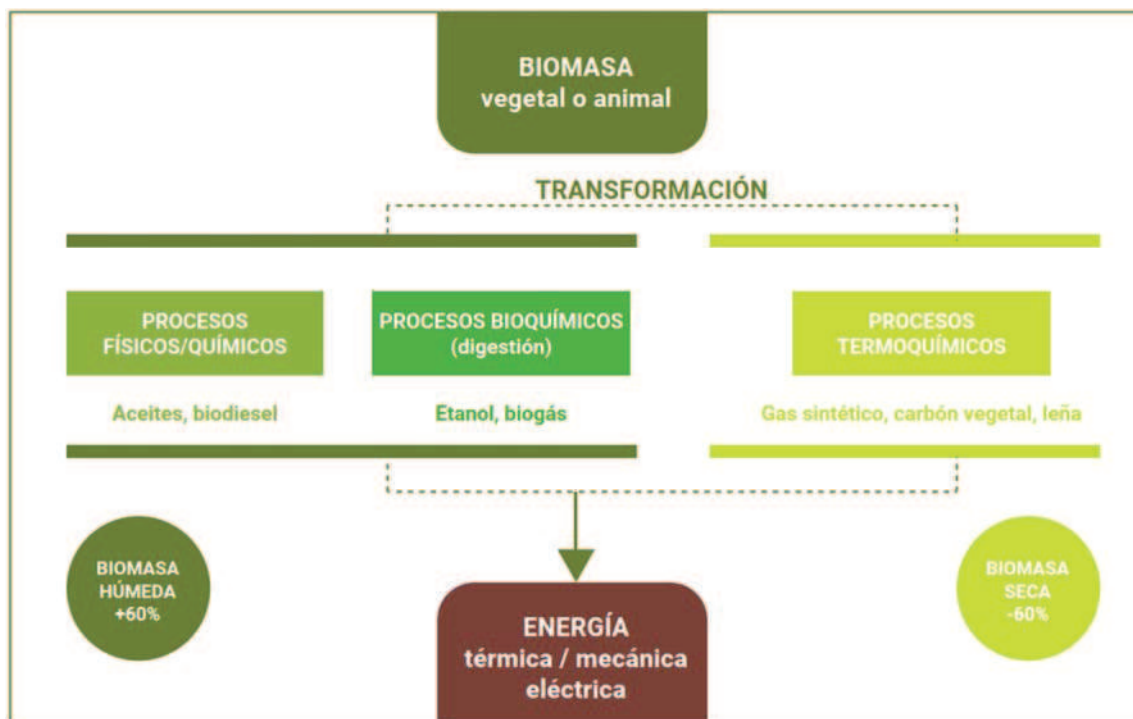 BIOMASA
vegetal o animal
TRANSFORMACIÓN
PROCESOS
FÍSICOS/QUÍMICOS
PROCESOS BIOQUÍMICOS
(digestión)
PROCESOS
TERMOQUÍMICOS
Aceites, biodiesel
Etanol, biogás
Gas sintético, carbón vegetal, leña
BIOMASA
HÚMEDA
+60%
BIOMASA
SECA
-60%
ENERGÍA
térmica / mecánica
eléctrica